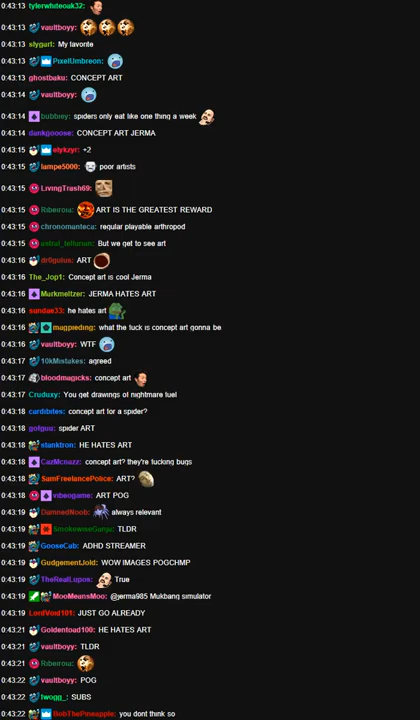 0:43:13 tylerwhiteoak32:
0:43:13 vaultboyy:
0:43:13 slygarf: My favorite
0:43:13 PixelUmbreon:
0:43:13 ghostbaku: CONCEPT ART
0:43:14 vaultboyy:
0:43:14 bubbiey: spiders only eat like one thing a week
0:43:14 dankgooose: CONCEPT ART JERMA
0:43:15 elykzyr: +2
0:43:15 lampe5000: poor artists
0:43:15 LivingTrash69:
0:43:15 Ribeirou: ART IS THE GREATEST REWARD
0:43:15 chronomanteca: regular playable arthropod
0:43:15 astral_tellurian: But we get to see art
0:43:16 dr0gulus: ART
0:43:16 The_Jop1: Concept art is cool Jerma
0:43:16 Murkmeltzer: JERMA HATES ART
0:43:16 sundae33: he hates art
0:43:16 magpieding: what the fuck is concept art gonna be
0:43:16 vaultboyy: WTF
0:43:17 10kMistakes: agreed
0:43:17 bloodmagicks: concept art
0:43:17 Cruduxy: You get drawings of nightmare fuel
0:43:18 cardibites: concept art for a spider?
0:43:18 gofguu: spider ART
0:43:18 stanktron: HE HATES ART
0:43:18 CazMcnazz: concept art? they're fucking bugs
0:43:18 SamFreelancePolice: ART?
0:43:18 vibeogame: ART POG
0:43:19 DamnedNoob: always relevant
0:43:19 SmokewiseGanja: TLDR
0:43:19 GooseCab: ADHD STREAMER
0:43:19 GudgementJold: WOW IMAGES POGCHMP
0:43:19 TheRealLupos: True
0:43:19 MooMeansMoo: @jerma985 Mukbang simulator
0:43:19 LordVoid101: JUST GO ALREADY
0:43:21 Goldentoad100: HE HATES ART
0:43:21 vaultboyy: TLDR
0:43:21 Ribeirou:
0:43:22 vaultboyy: POG
0:43:22 twogg_: SUBS
0:43:22 BobThePineapple: you dont think so